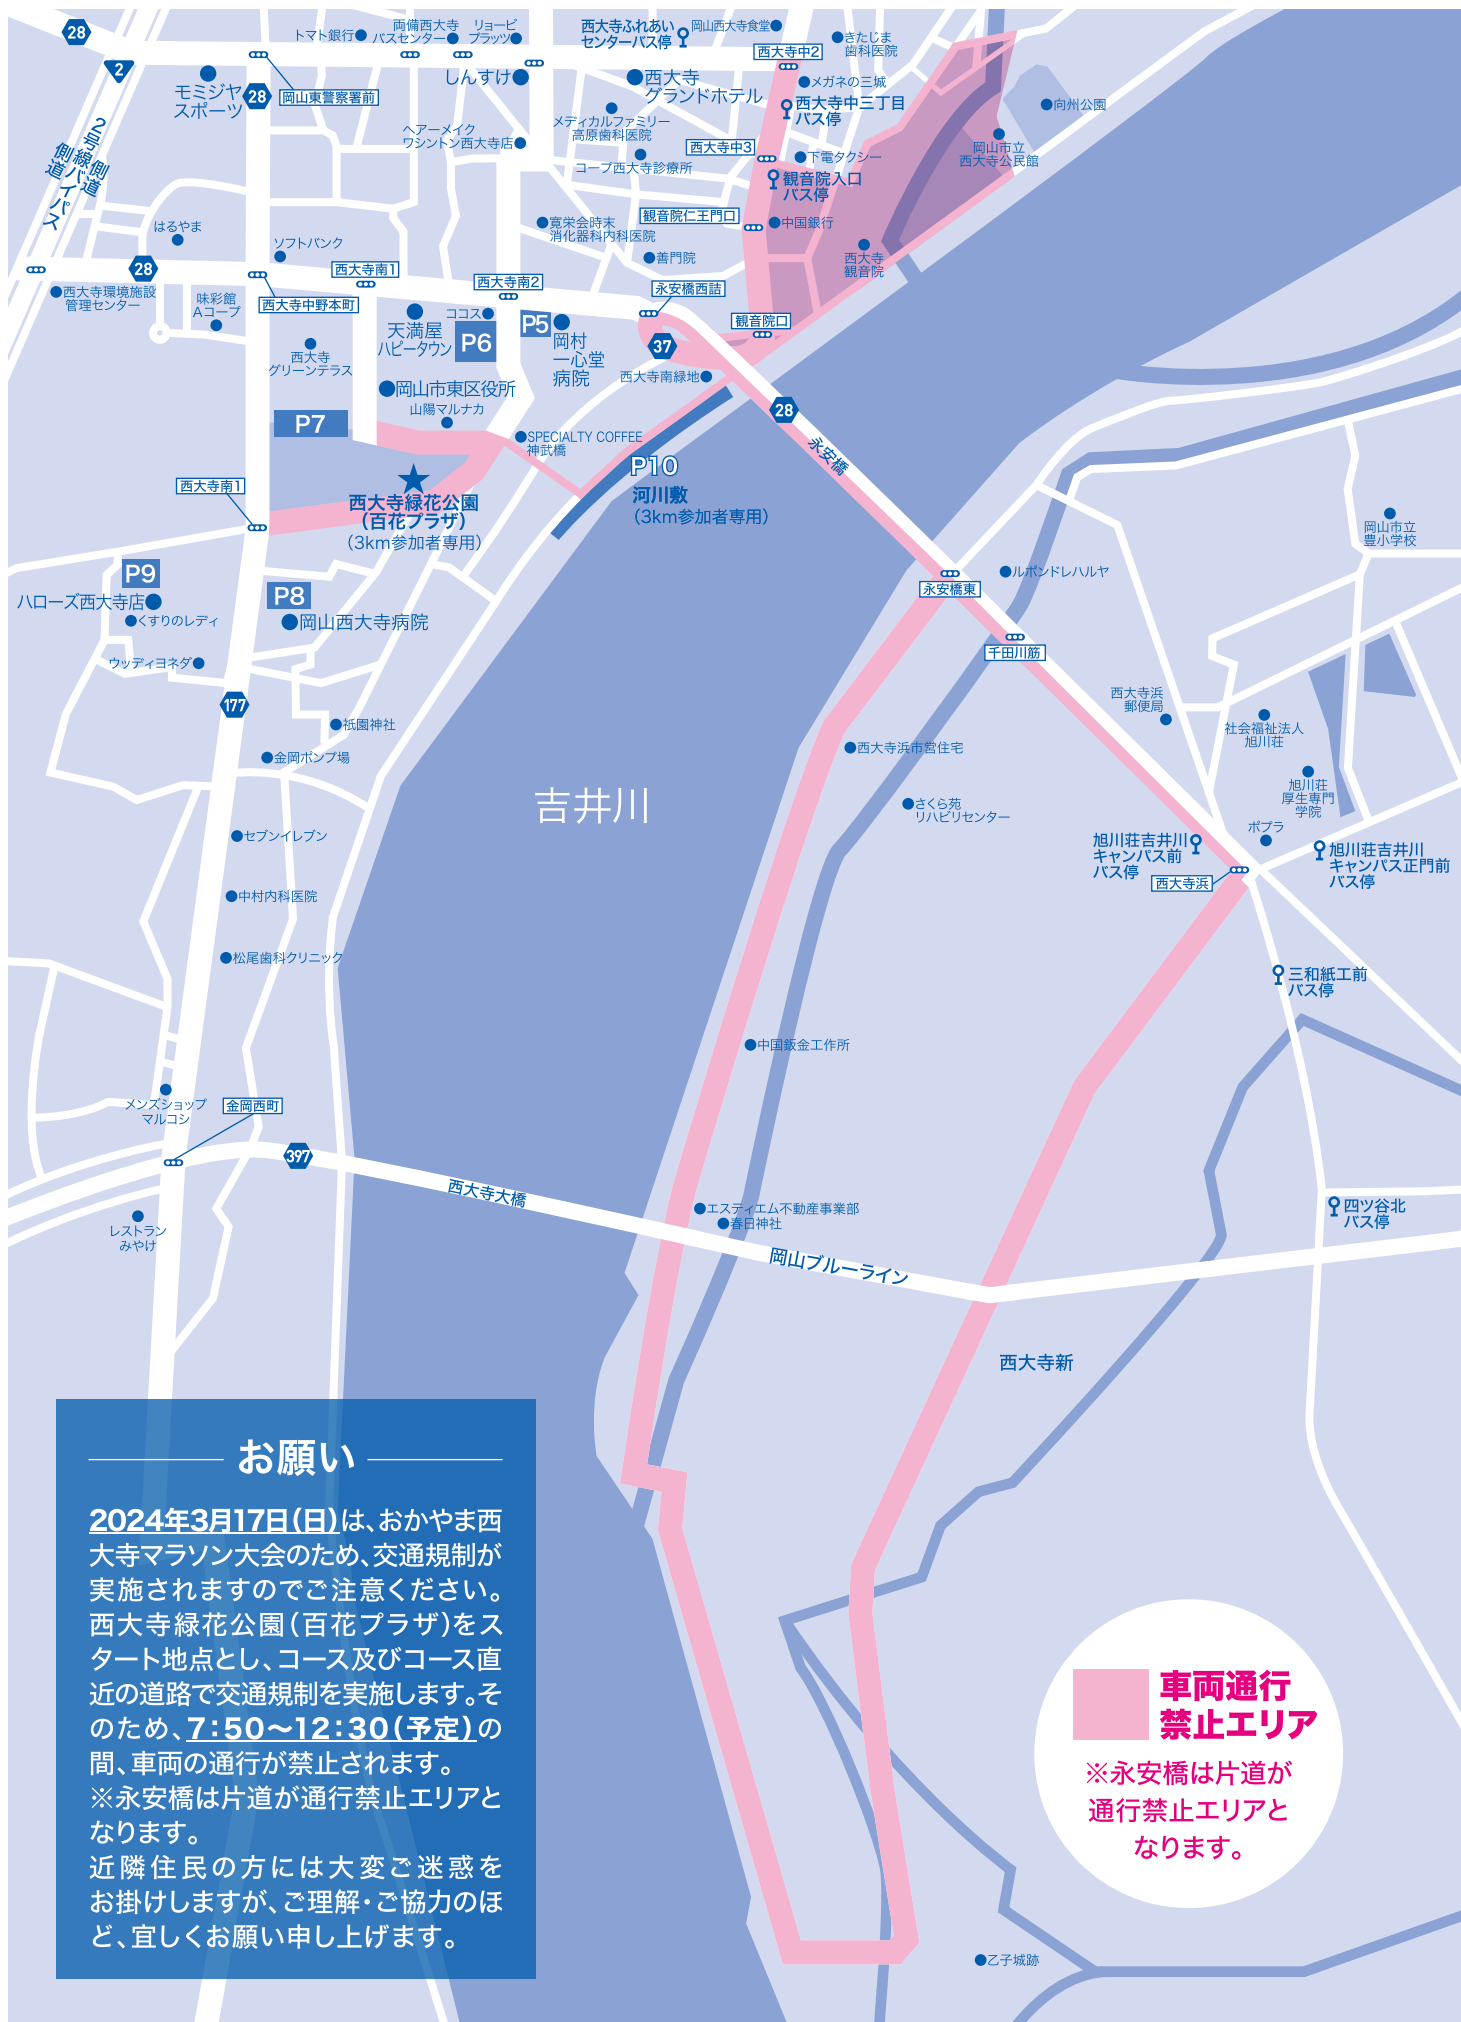 28
トマト銀行
両備西大寺
バスセンター
リョービ
プラッツ
西大寺ふれあい
センターバス停
岡山西大寺食堂
きたじま
歯科医院
西大寺中2
2
モミジヤ
スポーツ
28
岡山東警察署前
しんすけ
西大寺
グランドホテル
メガネの三城
西大寺中三丁目
バス停
向州公園
2号線バイパス
側道
側道
ヘアーメイク
ワシントン西大寺店
メディカルファミリー
高原歯科医院
コープ西大寺診療所
西大寺中3
下電タクシー
岡山市立
西大寺公民館
観音院入口
バス停
はるやま
ソフトバンク
寛栄会時末
消化器科内科医院
観音院仁王門口
中国銀行
善門院
西大寺
観音院
28
西大寺南1
西大寺南2
永安橋西詰
西大寺環境施設
管理センター
味彩館
Aコープ
西大寺中野本町
天満屋
ハピータウン
ココス
P6
P5
岡村
一心堂
病院
観音院口
37
西大寺
グリーンテラス
西大寺南緑地
岡山市東区役所
山陽マルナカ
28
P7
SPECIALTY COFFEE
神武橋
永安橋
P10
河川敷
(3km参加者専用)
西大寺南1
西大寺緑花公園
(百花プラザ)
(3km参加者専用)
岡山市立
豊小学校
P9
ハローズ西大寺店
くすりのレディ
P8
岡山西大寺病院
永安橋東
ルポンドレハルヤ
ウッディヨネダ
千田川筋
177
祇園神社
金岡ポンプ場
西大寺浜
郵便局
社会福祉法人
旭川荘
西大寺浜市営住宅
旭川荘
厚生専門
学院
吉井川
さくら苑
リハビリセンター
セブンイレブン
ポプラ
旭川荘吉井川
キャンパス前
バス停
旭川荘吉井川
キャンパス正門前
バス停
西大寺浜
中村内科医院
松尾歯科クリニック
三和紙工前
バス停
中国鈑金工作所
メンズショップ
マルコシ
金岡西町
397
西大寺大橋
エスティエム不動産事業部
春日神社
四ツ谷北
バス停
レストラン
みやけ
岡山ブルーライン
西大寺新
お願い
2024年3月17日(日)は、おかやま西
大寺マラソン大会のため、交通規制が
実施されますのでご注意ください。
西大寺緑花公園(百花プラザ)をス
タート地点とし、コース及びコース直
近の道路で交通規制を実施します。そ
のため、7:50〜12:30(予定)の
間、車両の通行が禁止されます。
※永安橋は片道が通行禁止エリアと
なります。
近隣住民の方には大変ご迷惑を
お掛けしますが、ご理解・ご協力のほ
ど、宜しくお願い申し上げます。
車両通行
禁止エリア
※永安橋は片道が
通行禁止エリアと
なります。
乙子城跡